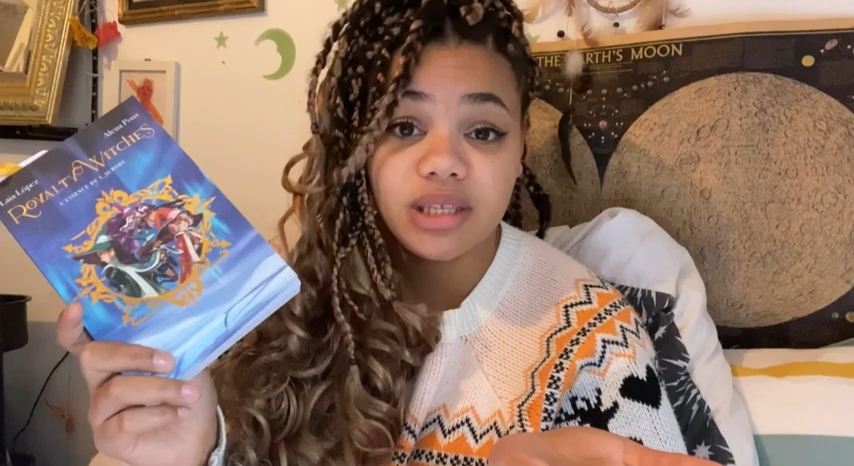 Alena Pons
Laia López
ROYALTY WITCHES
THE EARTH'S MOON